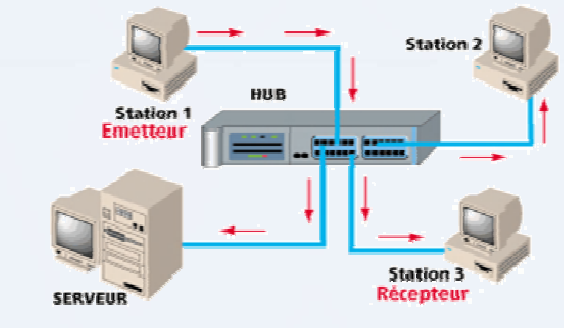 Station 2
HUB
Station 1
Emetteur
Station 3
Récepteur
SERVEUR